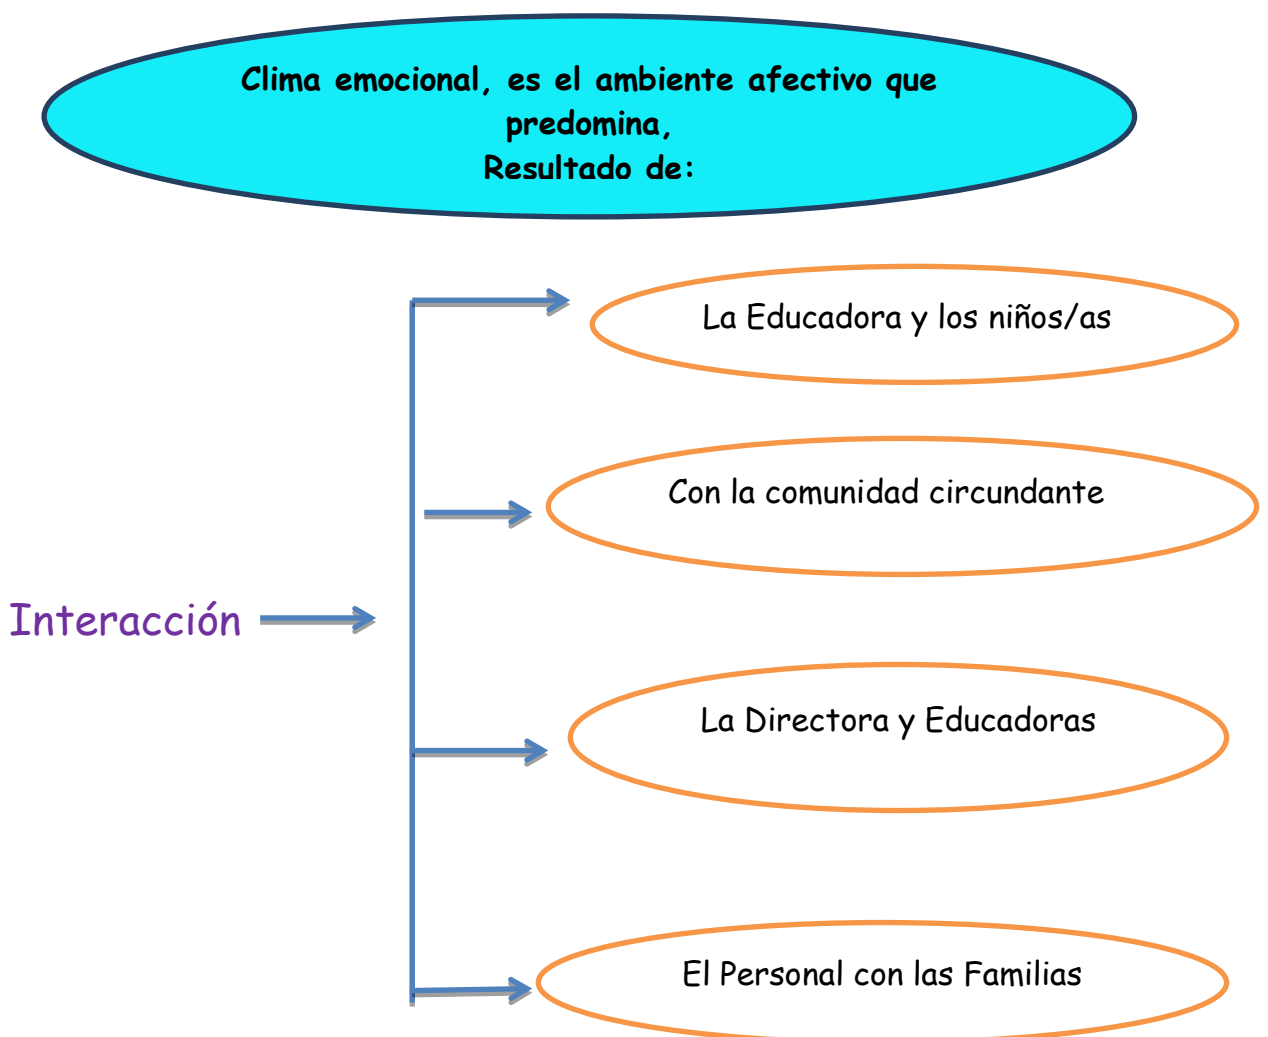 Clima emocional, es el ambiente afectivo que
predomina,
Resultado de:
La Educadora y los niños/as
Con la comunidad circundante
Interacción
La Directora y Educadoras
El Personal con las Familias